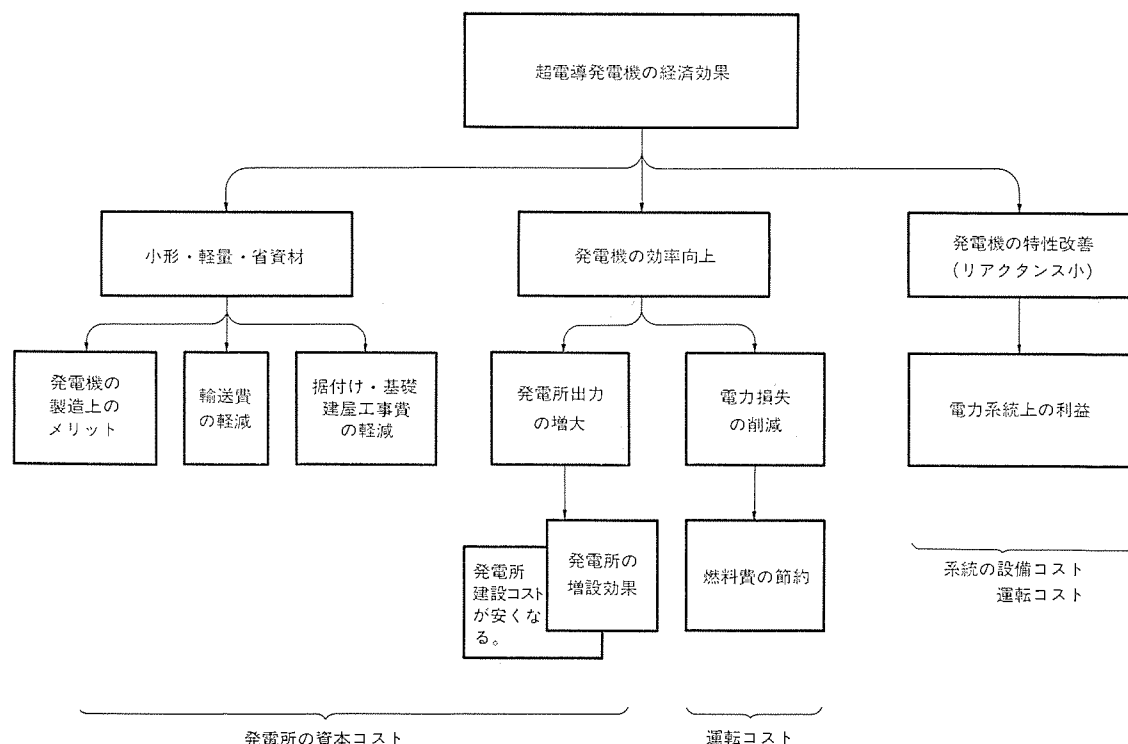 超電導発電機の経済効果
小形・軽量・省資材
発電機の効率向上
発電機の特性改善
(リアクタンス小)
発電機の
製造上の
メリット
輸送費
の軽減
据付け・基礎
建屋工事費
の軽減
発電所出力
の増大
電力損失
の削減
電力系統上の利益
発電所
建設コスト
が安くな
る。
発電所の
増設効果
燃料費の節約
系統の設備コスト
運転コスト
発電所の資本コスト
運転コスト